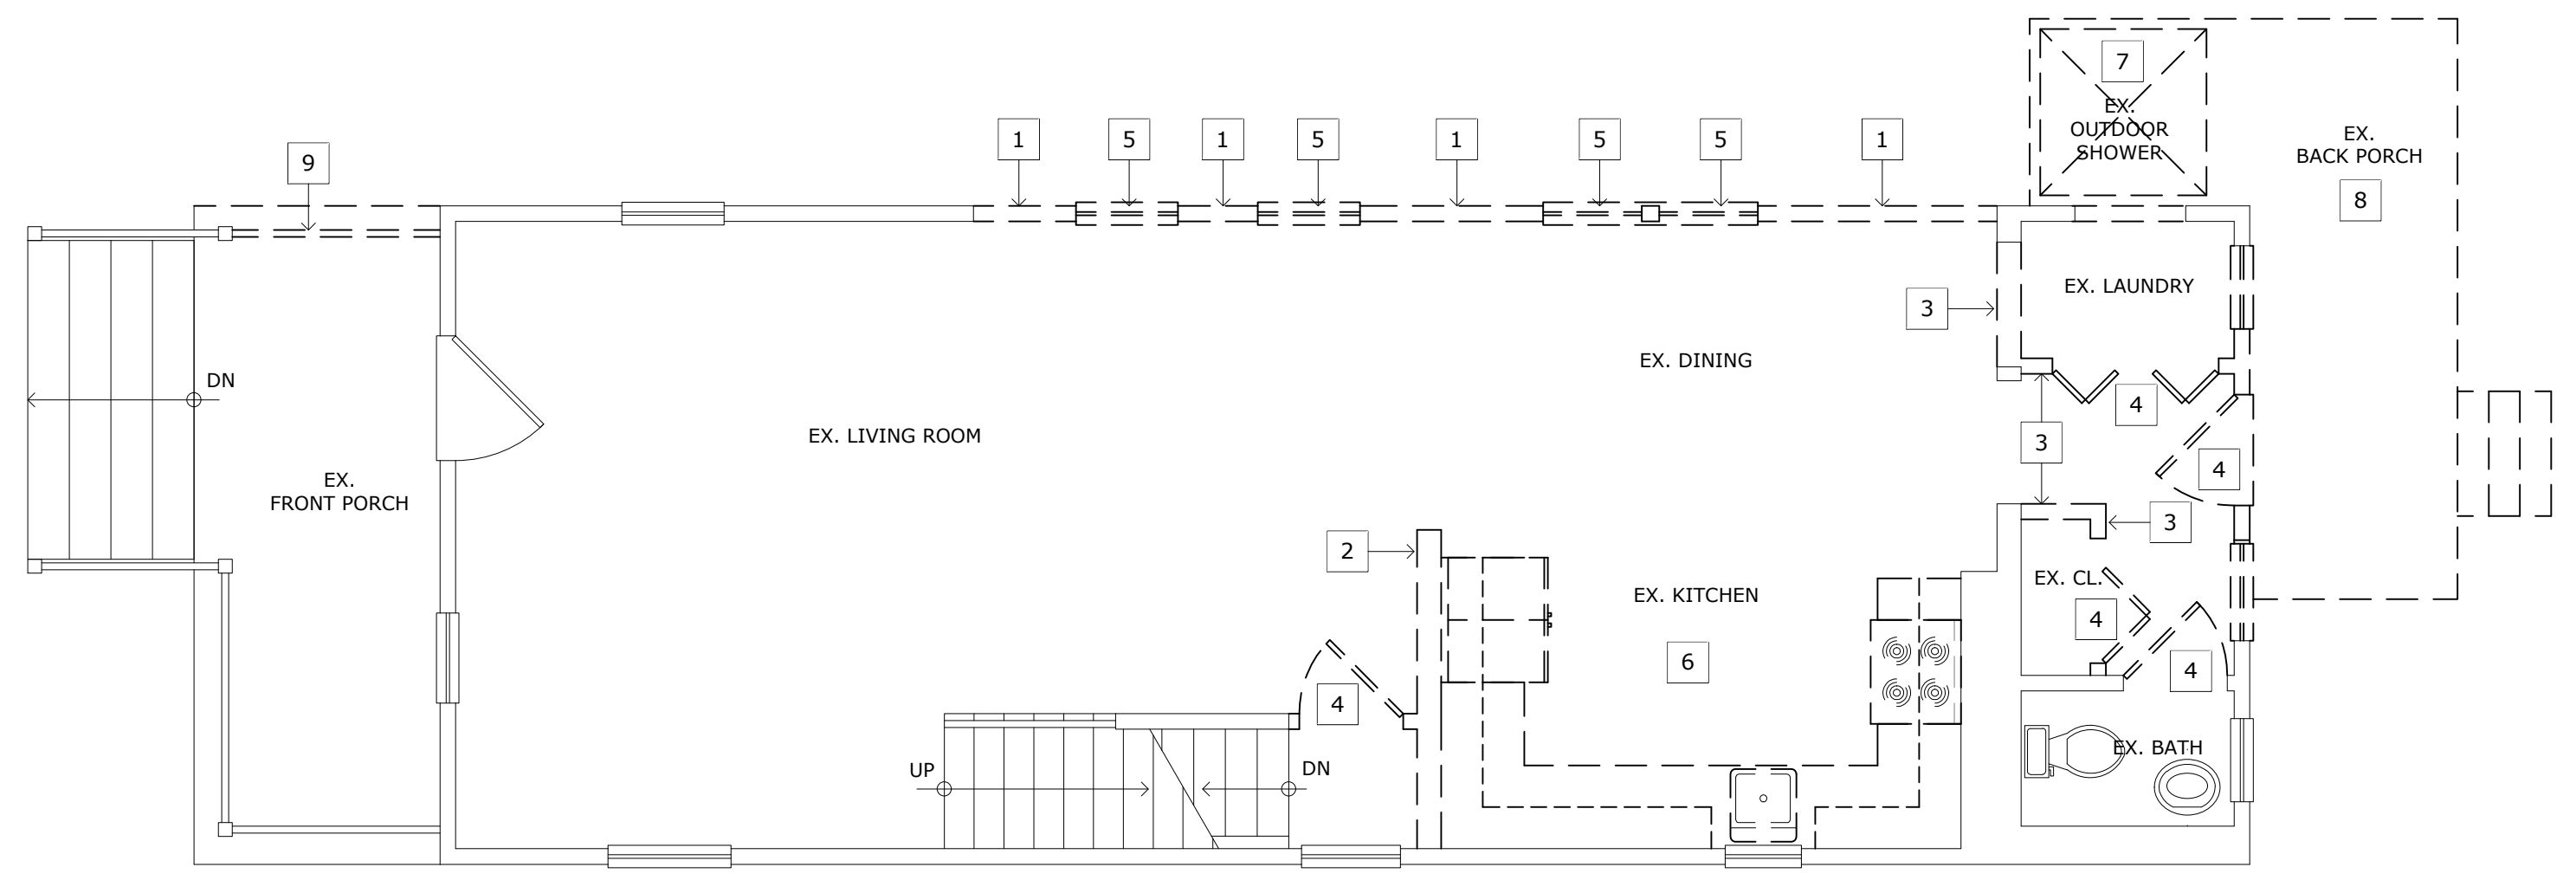 7
EX.
OUTDOOR
SHOWER
EX.
BACK PORCH
8
9
1
5
1
5
1
5
5
1
EX. LAUNDRY
3
EX. DINING
DN
4
EX. LIVING ROOM
3
4
EX.
FRONT PORCH
3
2
EX. CL.
EX. KITCHEN
4
6
4
4
EX. BATH
UP
DN